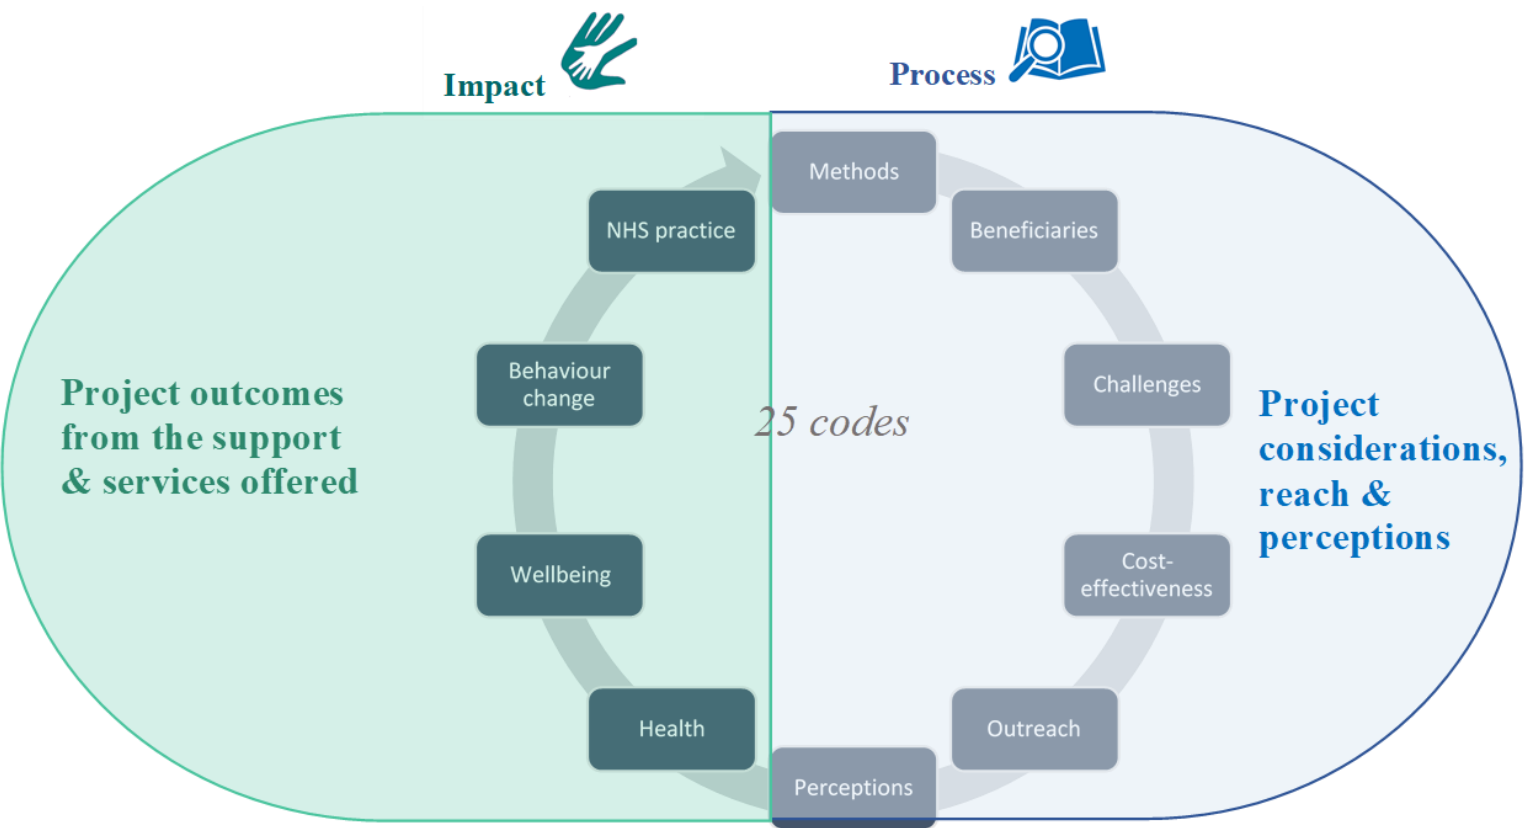 Impact
Process
Methods
NHS practice
Beneficiaries
Behaviour
change
Challenges
Project outcomes
from the support
& services offered
25 codes
Project
considerations,
reach &
perceptions
Wellbeing
Cost-
effectiveness
Health
Outreach
Perceptions